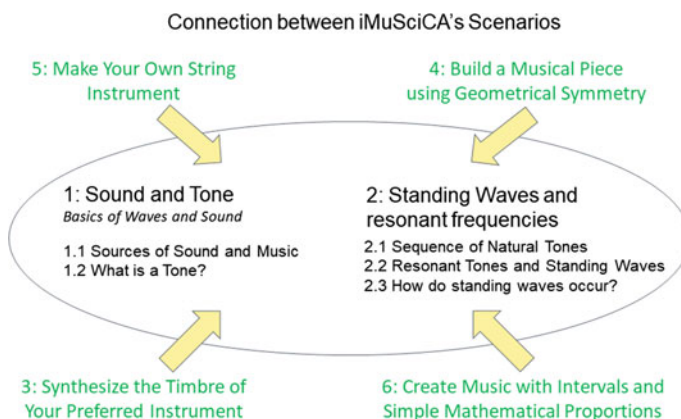 Connection between iMuSciCA's Scenarios
5: Make Your Own String
Instrument
4: Build a Musical Piece
using Geometrical Symmetry
1: Sound and Tone
Basics of Waves and Sound
1.1 Sources of Sound and Music
1.2 What is a Tone?
2: Standing Waves and
resonant frequencies
2.1 Sequence of Natural Tones
2.2 Resonant Tones and Standing Waves
2.3 How do standing waves occur?
3: Synthesize the Timbre of
Your Preferred Instrument
6: Create Music with Intervals and
Simple Mathematical Proportions